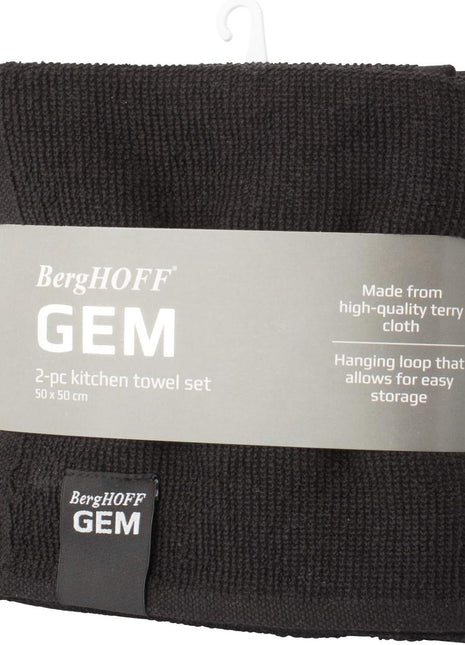 BergHOFF®
GEM
2-pc kitchen towel set
50 x 50 cm
Made from
high-quality terry
cloth
Hanging loop that
allows for easy
storage
BergHOFF
GEM